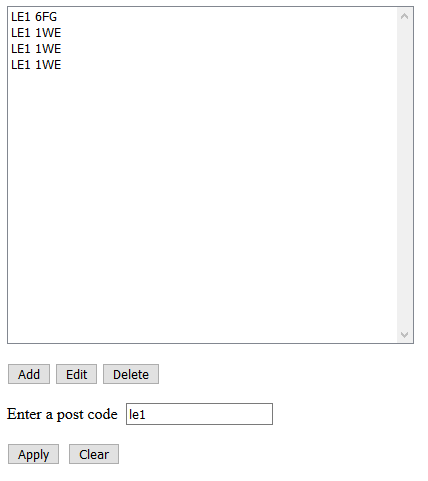 LE1 6FG
LE1 1WE
LE1 1WE
LE1 1WE
Add Edit Delete
Enter a post code le1
Apply Clear